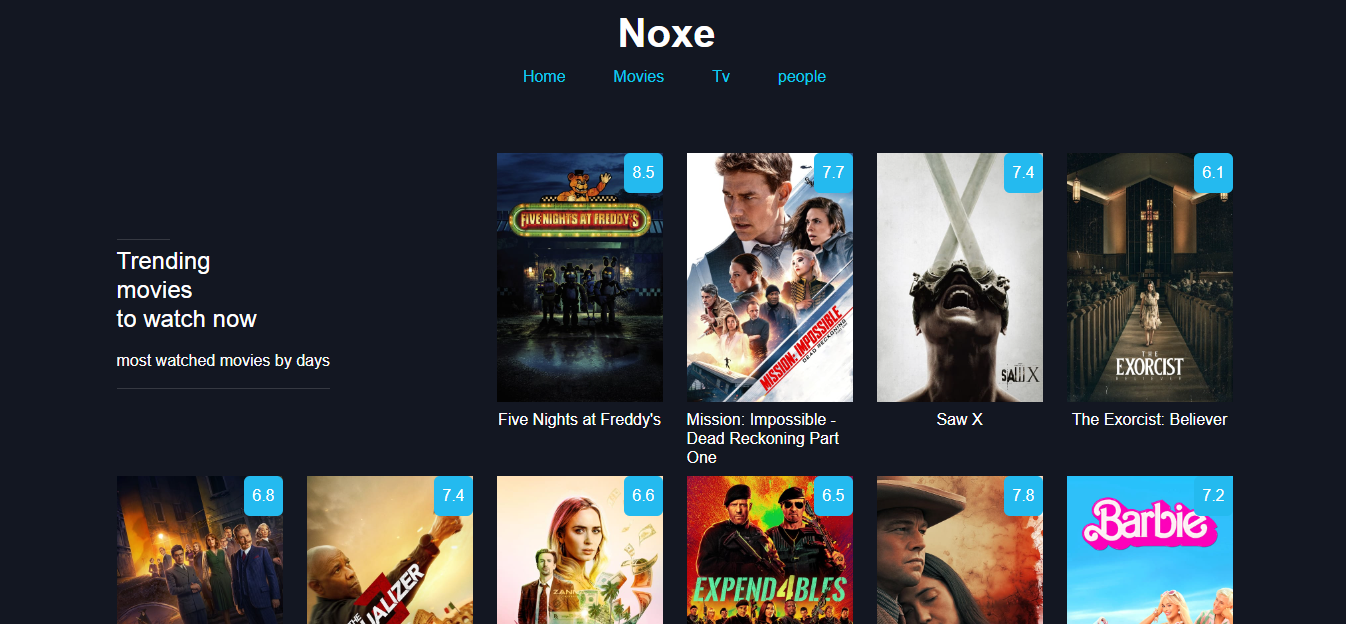 Noxe
Home Movies Tv people
Trending
movies
to watch now
most watched movies by days
8.5
FIVE NIGHTS AT FREDDY'S
Five Nights at Freddy's
7.7
MISSION: IMPOSSIBLE
DEAD RECKONING
Mission: Impossible -
Dead Reckoning Part
One
7.4
SAW X
Saw X
6.1
THE
EXORCIST
BELIEVER
The Exorcist: Believer
6.8
7.4
THE
UALIZER
6.6
6.5
EXPEND4BLES
7.8
7.2
Barbie